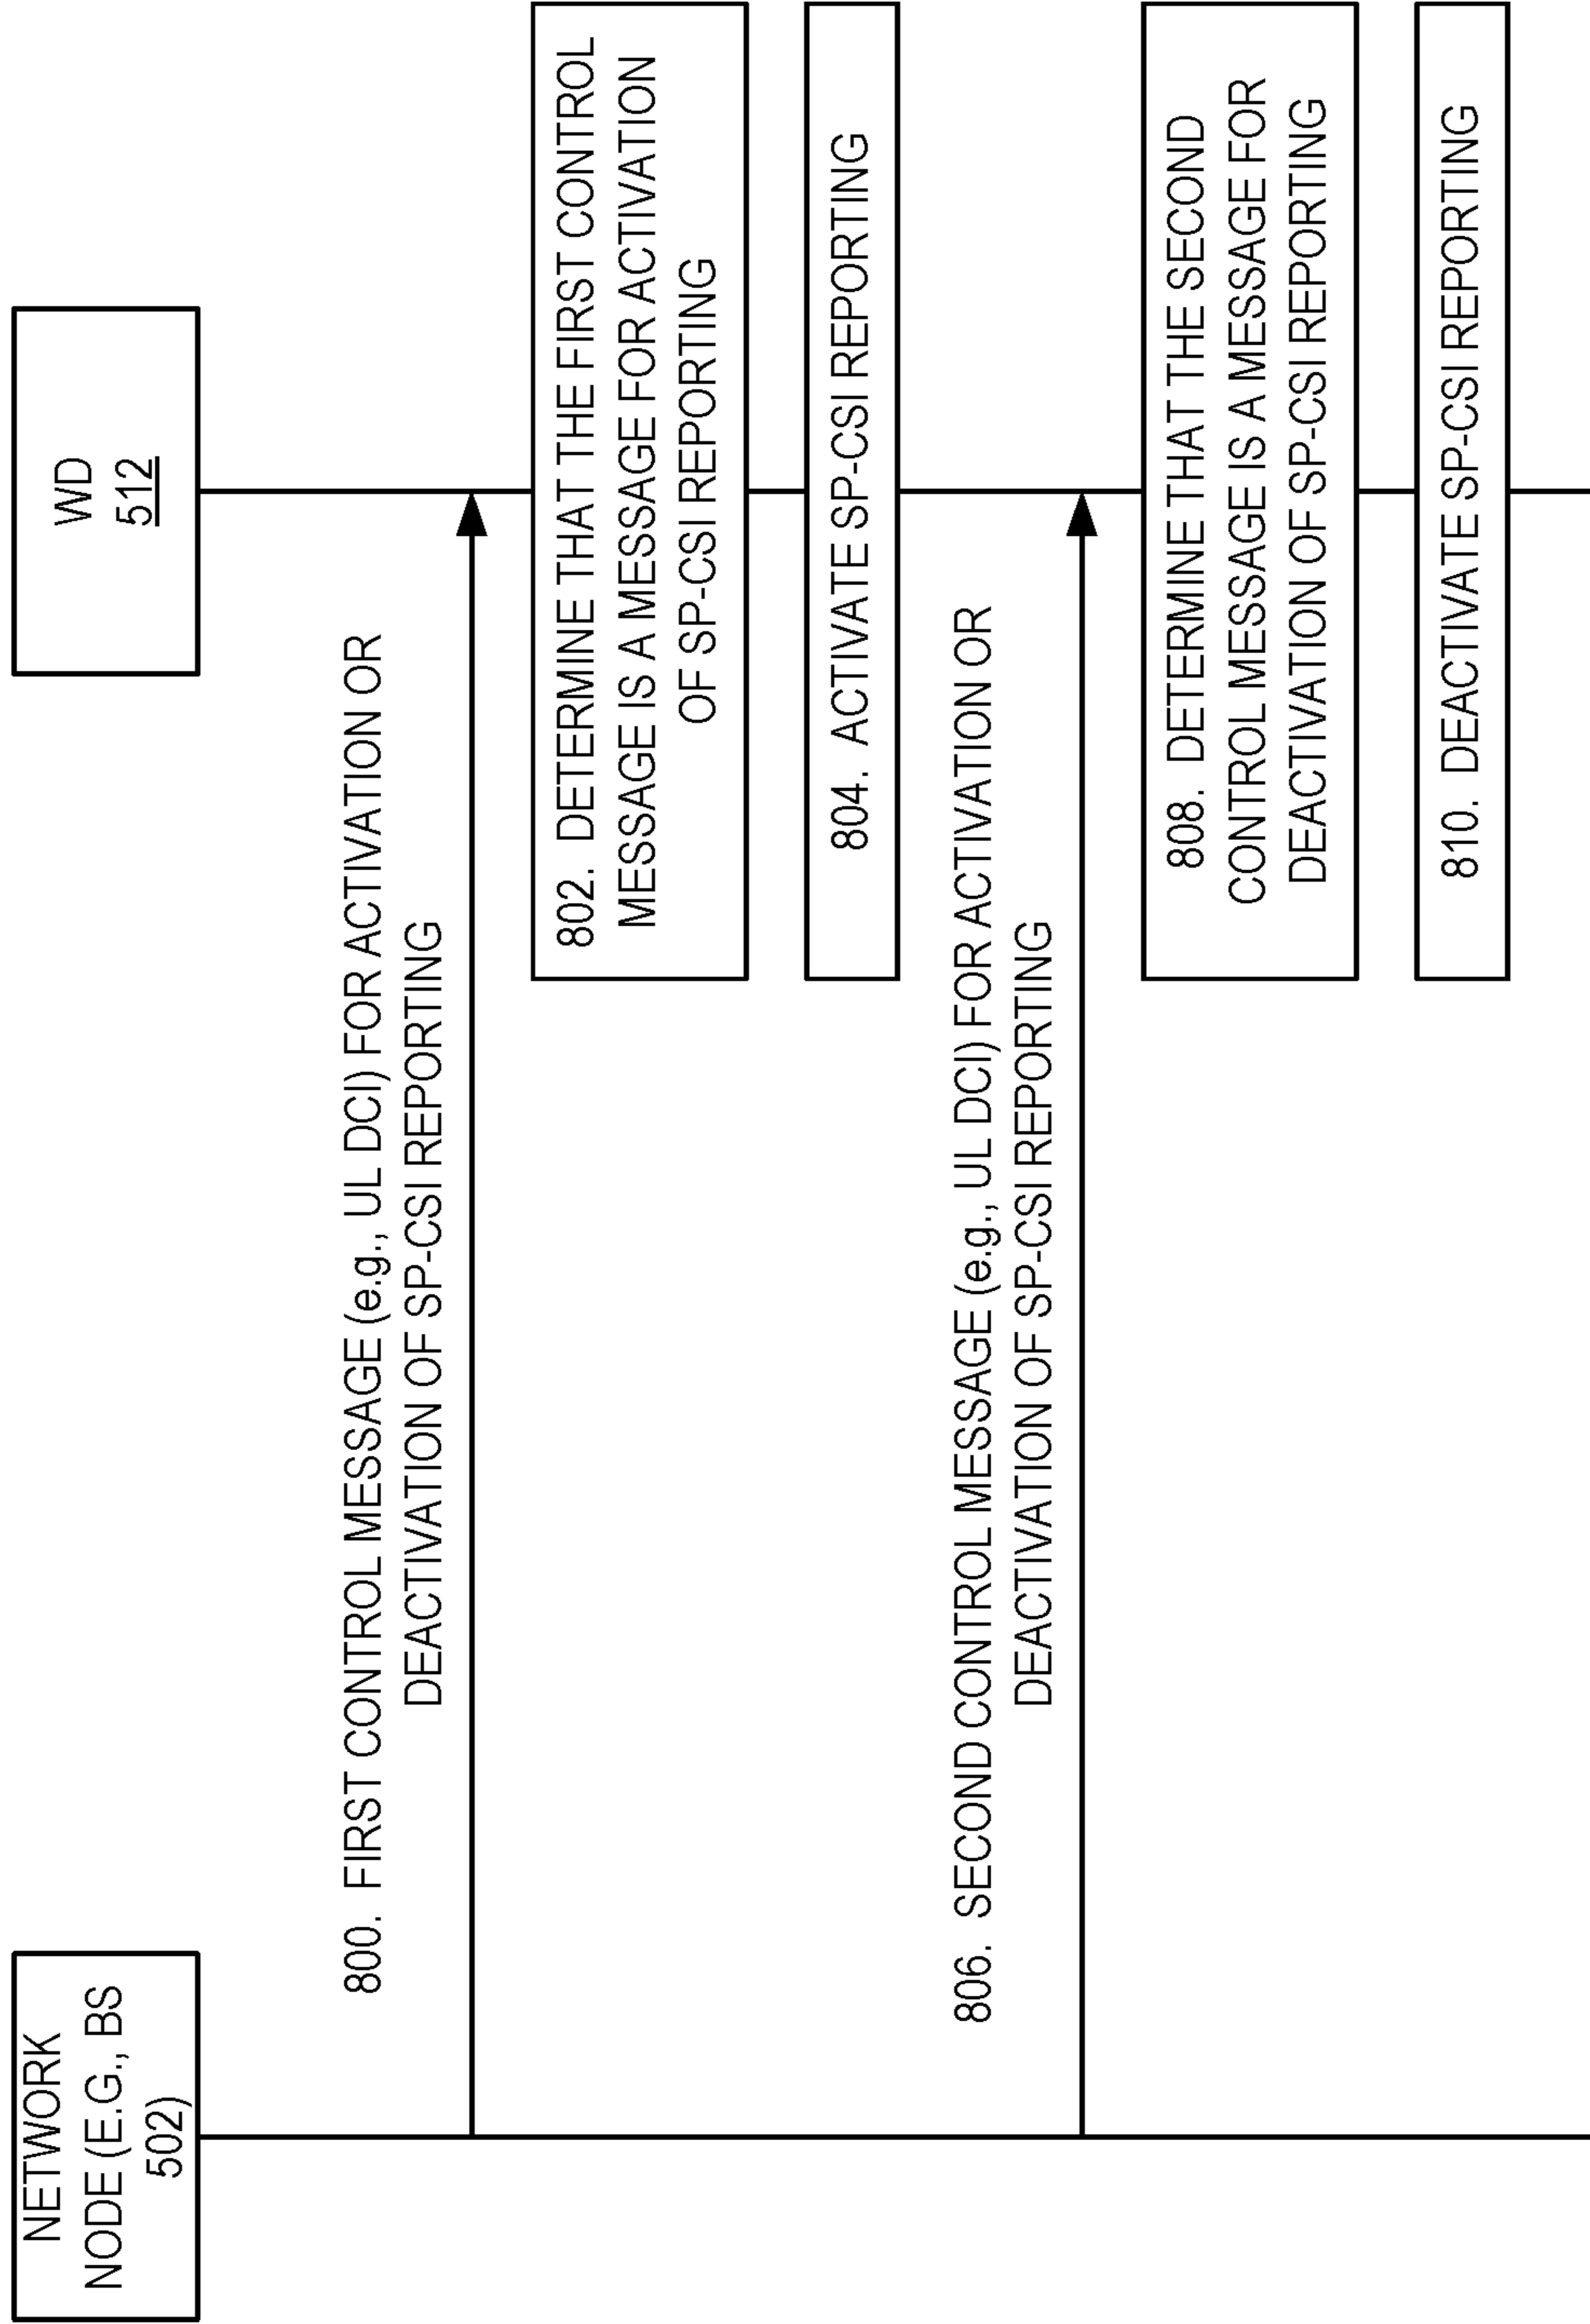 NETWORK
NODE (E.G., BS
502)
WD
512
800. FIRST CONTROL MESSAGE (e.g., UL DCI) FOR ACTIVATION OR
DEACTIVATION OF SP-CSI REPORTING
802. DETERMINE THAT THE FIRST CONTROL
MESSAGE IS A MESSAGE FOR ACTIVATION
OF SP-CSI REPORTING
804. ACTIVATE SP-CSI REPORTING
806. SECOND CONTROL MESSAGE (e.g., UL DCI) FOR ACTIVATION OR
DEACTIVATION OF SP-CSI REPORTING
808. DETERMINE THAT THE SECOND
CONTROL MESSAGE IS A MESSAGE FOR
DEACTIVATION OF SP-CSI REPORTING
810. DEACTIVATE SP-CSI REPORTING